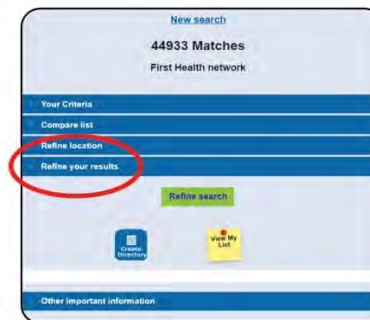 New search
44933 Matches
First Health network
Your Criteria
Compare list
Refine location
Refine your results
Refine search
Create
Directory
View My
List
Other important information